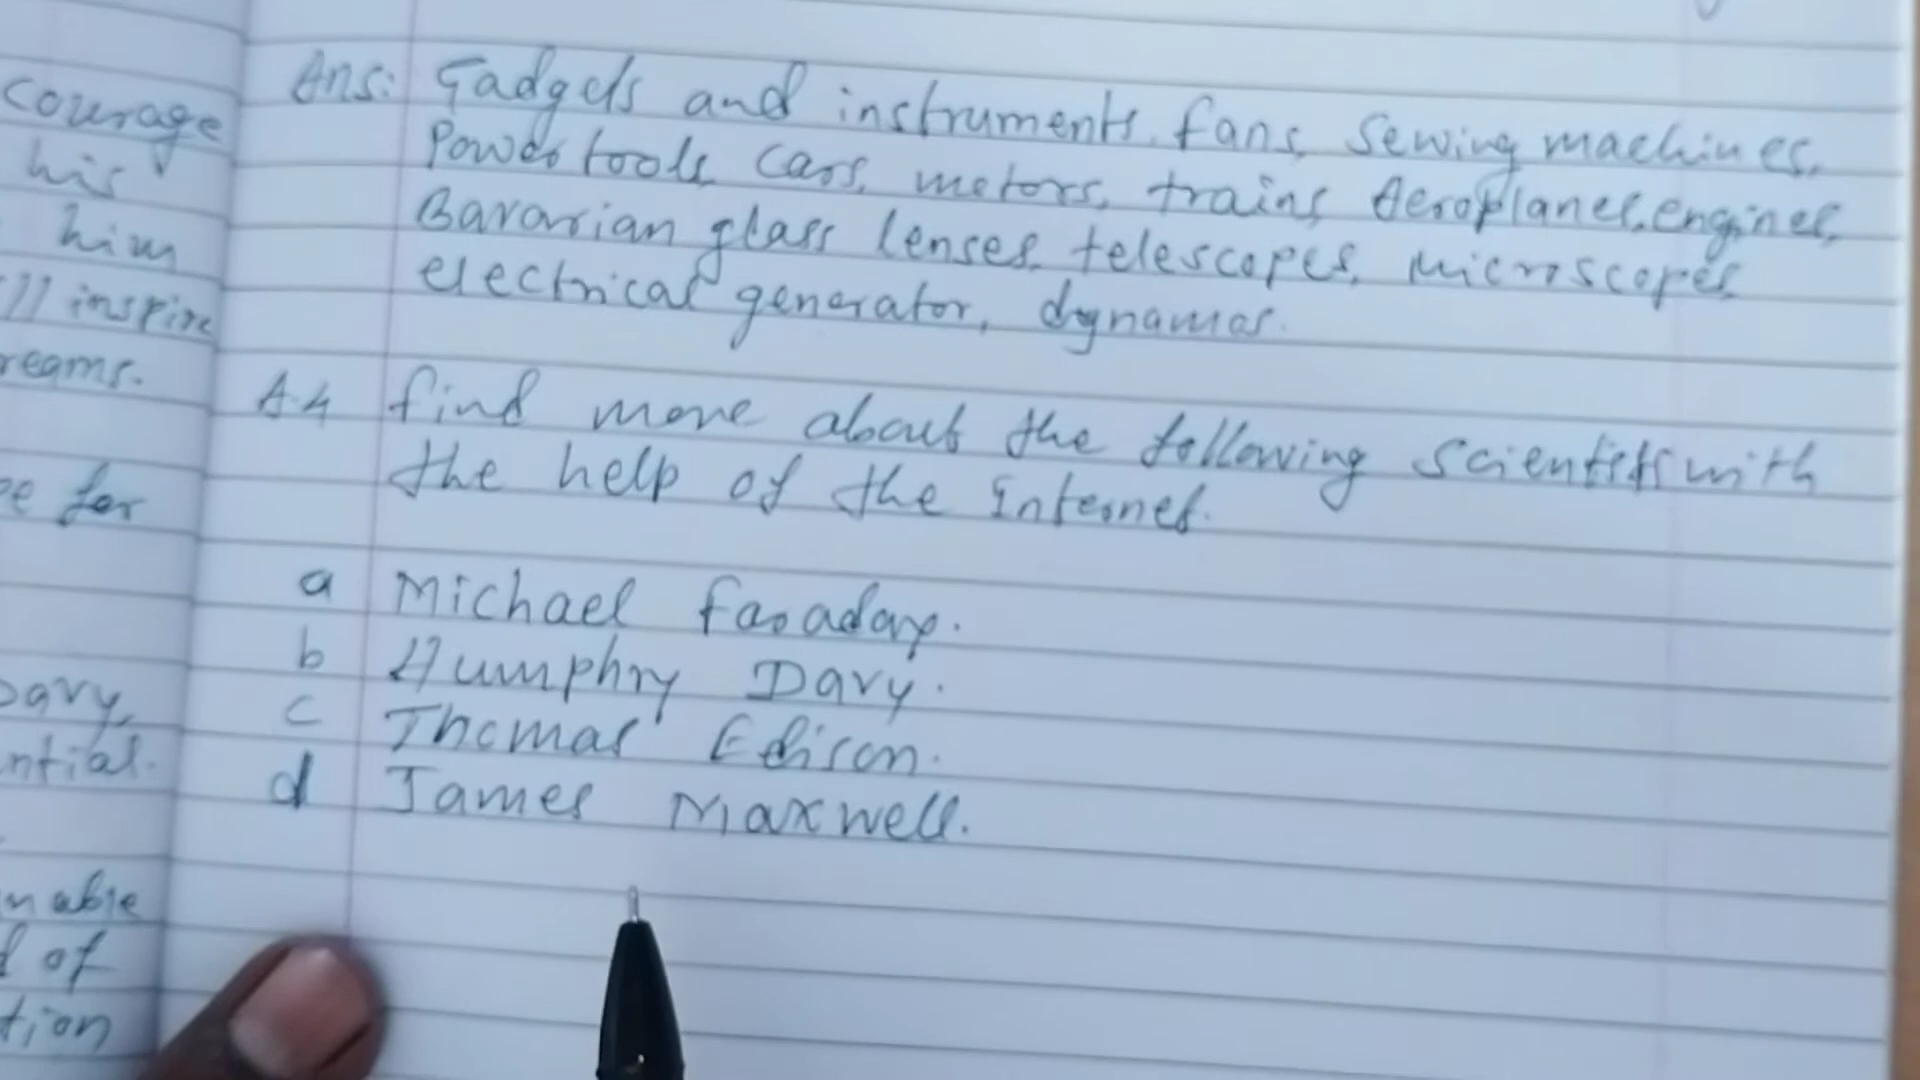 courage
his
him
'll inspire
reams.
for
Davy,
ntial.
able
of
tion
Ans: Gadgets and instruments, fans, Sewing machines,
Power tools, cars, motors, trains, Aeroplanes, engines,
Bavarian glass lenses, telescopes, microscopes,
electrical generator, dynamos.
A.4 find more about the following Scientists with
the help of the Internet.
a Michael faraday.
b Humphry Davy.
c Thomas Edison.
d James Maxwell.